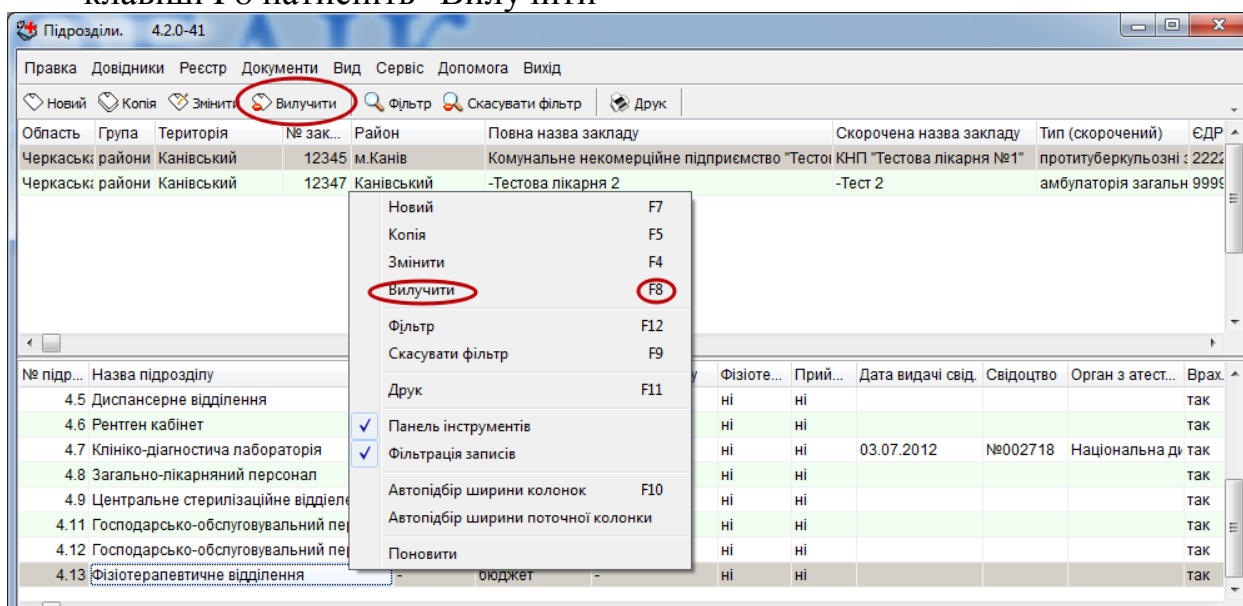 "Вилучити"
Підрозділи. 4.2.0-41
Правка Довідники Реєстр Документи Вид Сервіс Допомога Вихід
Новий Копія Змінити Вилучити Фільтр Скасувати фільтр Друк
Область Група Територія № зак... Район Повна назва закладу Скорочена назва закладу Тип (скорочений) ЄДР
Черкаська райони Канівський 12345 м.Канів Комунальне некомерційне підприємство "Тестов КНП "Тестова лікарня №1" протитуберкульозні з 2222
Черкаська райони Канівський 12347 Канівський -Тестова лікарня 2 -Тест 2 амбулаторія загальн 9999
Новий F7
Копія F5
Змінити F4
Вилучити F8
Фільтр F12
Скасувати фільтр F9
Друк F11
Панель інструментів
Фільтрація записів
Автопідбір ширини колонок F10
Автопідбір ширини поточної колонки
Поновити
№ підр... Назва підрозділу у Фізіоте... Прий... Дата видачі свід. Свідоцтво Орган з атест... Врах.
4.5 Диспансерне відділення ні ні так
4.6 Рентген кабінет ні ні так
4.7 Клініко-діагностича лабораторія ні ні 03.07.2012 №002718 Національна ди так
4.8 Загально-лікарняний персонал ні ні так
4.9 Центральне стерилізаційне відділе ні ні так
4.11 Господарсько-обслуговувальний пе ні ні так
4.12 Господарсько-обслуговувальний пе ні ні так
4.13 Фізіотерапевтичне відділення - бюджет - ні ні так